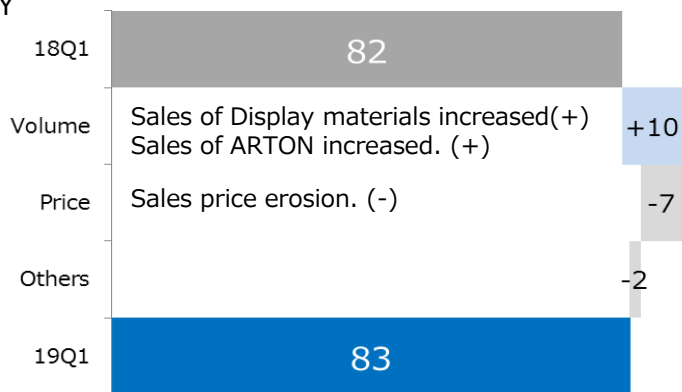 Y
18Q1 82
Volume Sales of Display materials increased(+) +10
Sales of ARTON increased. (+)
Price Sales price erosion. (-) -7
Others -2
19Q1 83